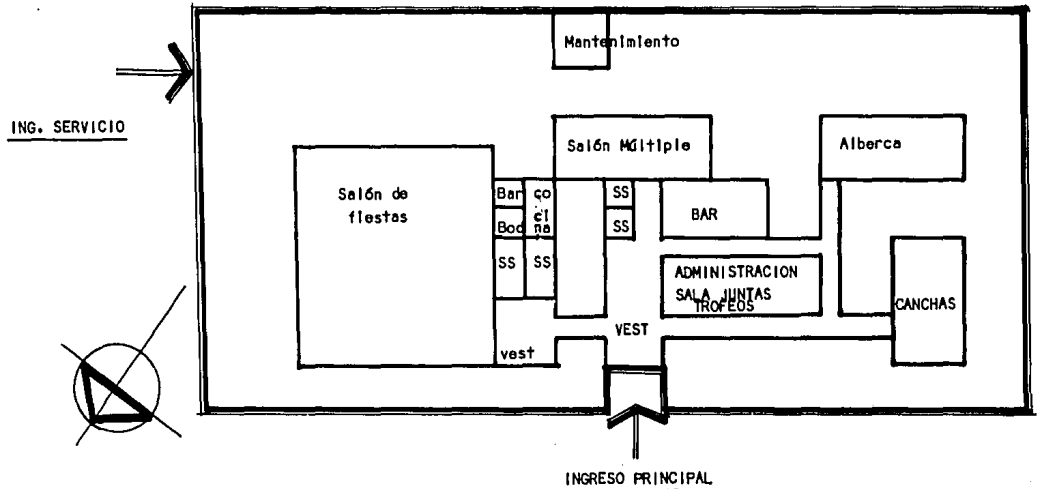 Mantenimiento
ING. SERVICIO
Salón Múltiple
Alberca
Salón de
fiestas
Bar
co
ci
na
Bod
SS
SS
SS
SS
BAR
ADMINISTRACION
SALA JUNTAS
TROFEOS
CANCHAS
VEST
vest
INGRESO PRINCIPAL